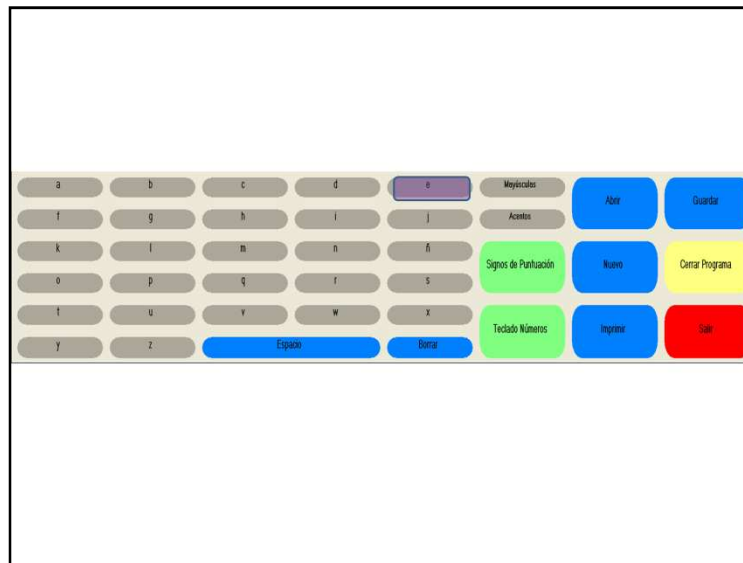 a b c d e Mayúsculas Abrir Guardar
f g h i j Acentos
k l m n ñ Signos de Puntuación Nuevo Cerrar Programa
o p q r s
t u v w x Teclado Números Imprimir Salir
y z Espacio Borrar